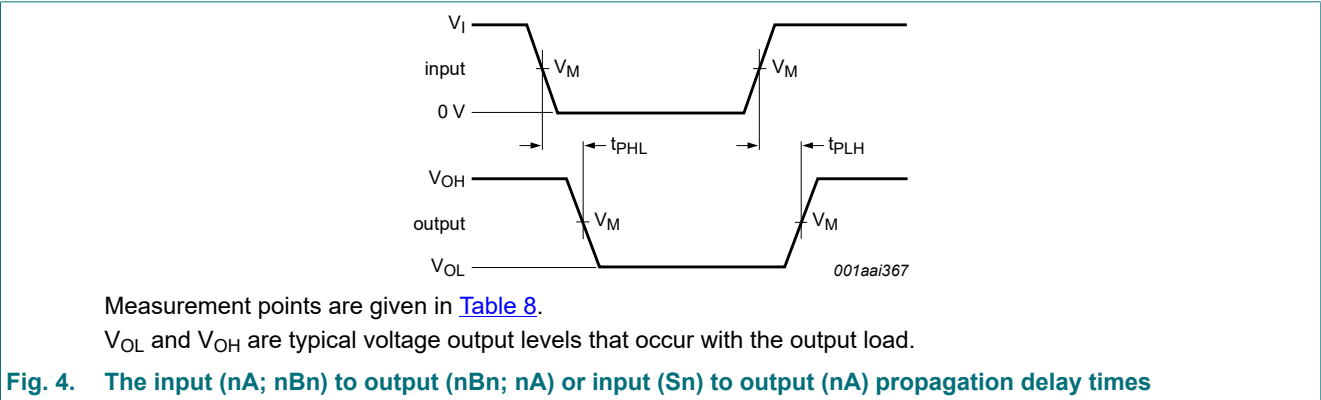 VI
input
VM
VM
0 V
tPHL
tPLH
VOH
output
VM
VM
VOL
001aai367
Measurement points are given in Table 8.
VOL and VOH are typical voltage output levels that occur with the output load.
Fig. 4. The input (nA; nBn) to output (nBn; nA) or input (Sn) to output (nA) propagation delay times